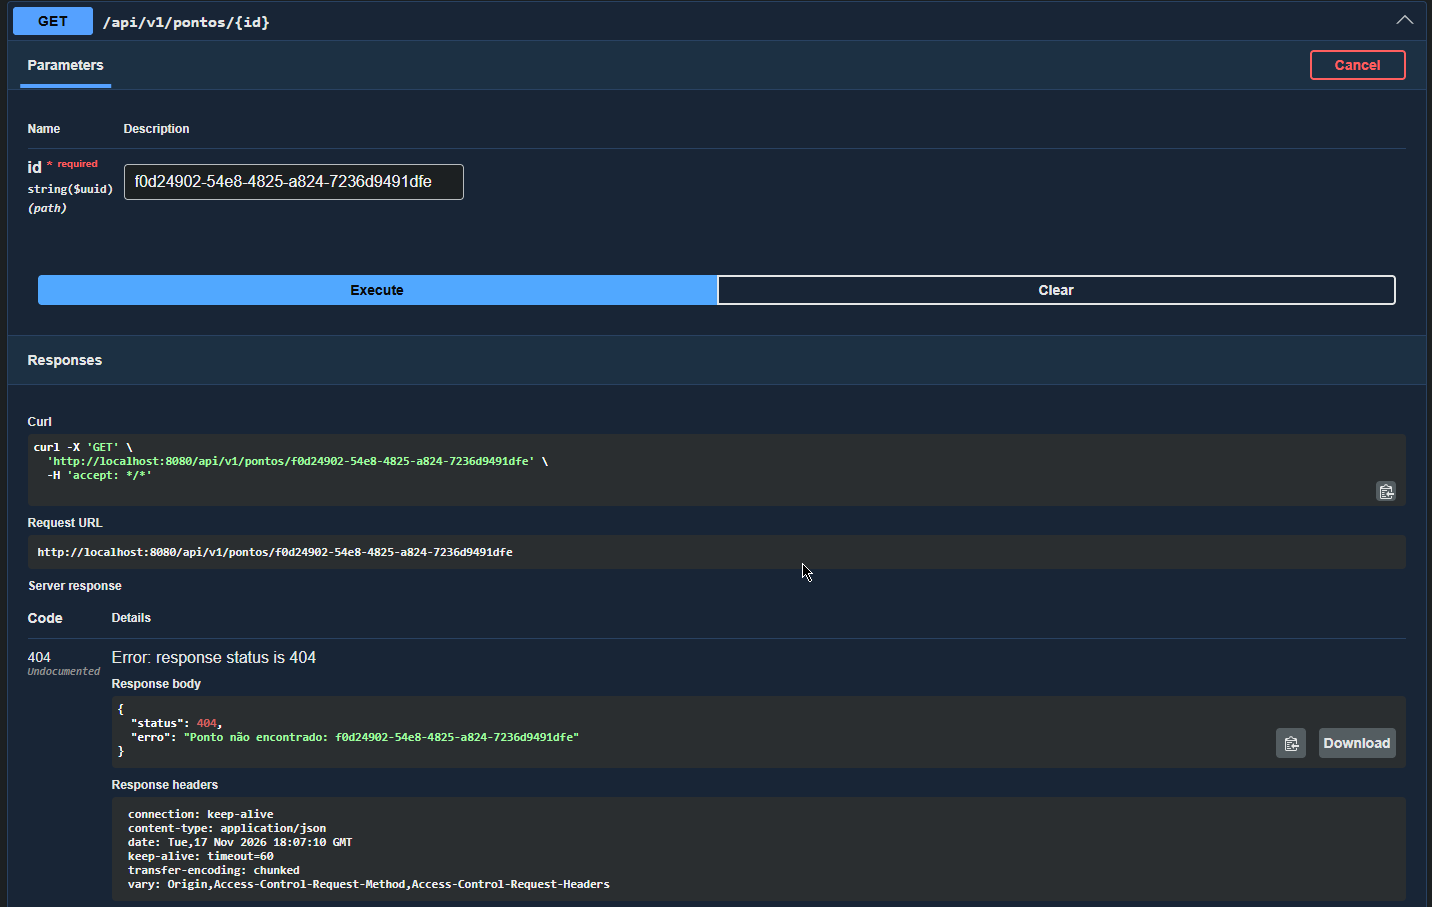 GET /api/v1/pontos/{id}
Parameters
Cancel
Name Description
id * required
string($uuid)
(path)
f0d24902-54e8-4825-a824-7236d9491dfe
Execute Clear
Responses
Curl
curl -X 'GET' \
'http://localhost:8080/api/v1/pontos/f0d24902-54e8-4825-a824-7236d9491dfe' \
-H 'accept: */*'
Request URL
http://localhost:8080/api/v1/pontos/f0d24902-54e8-4825-a824-7236d9491dfe
Server response
Code Details
404
Undocumented
Error: response status is 404
Response body
{
"status": 404,
"erro": "Ponto não encontrado: f0d24902-54e8-4825-a824-7236d9491dfe"
}
Download
Response headers
connection: keep-alive
content-type: application/json
date: Tue,17 Nov 2026 18:07:10 GMT
keep-alive: timeout=60
transfer-encoding: chunked
vary: Origin,Access-Control-Request-Method,Access-Control-Request-Headers